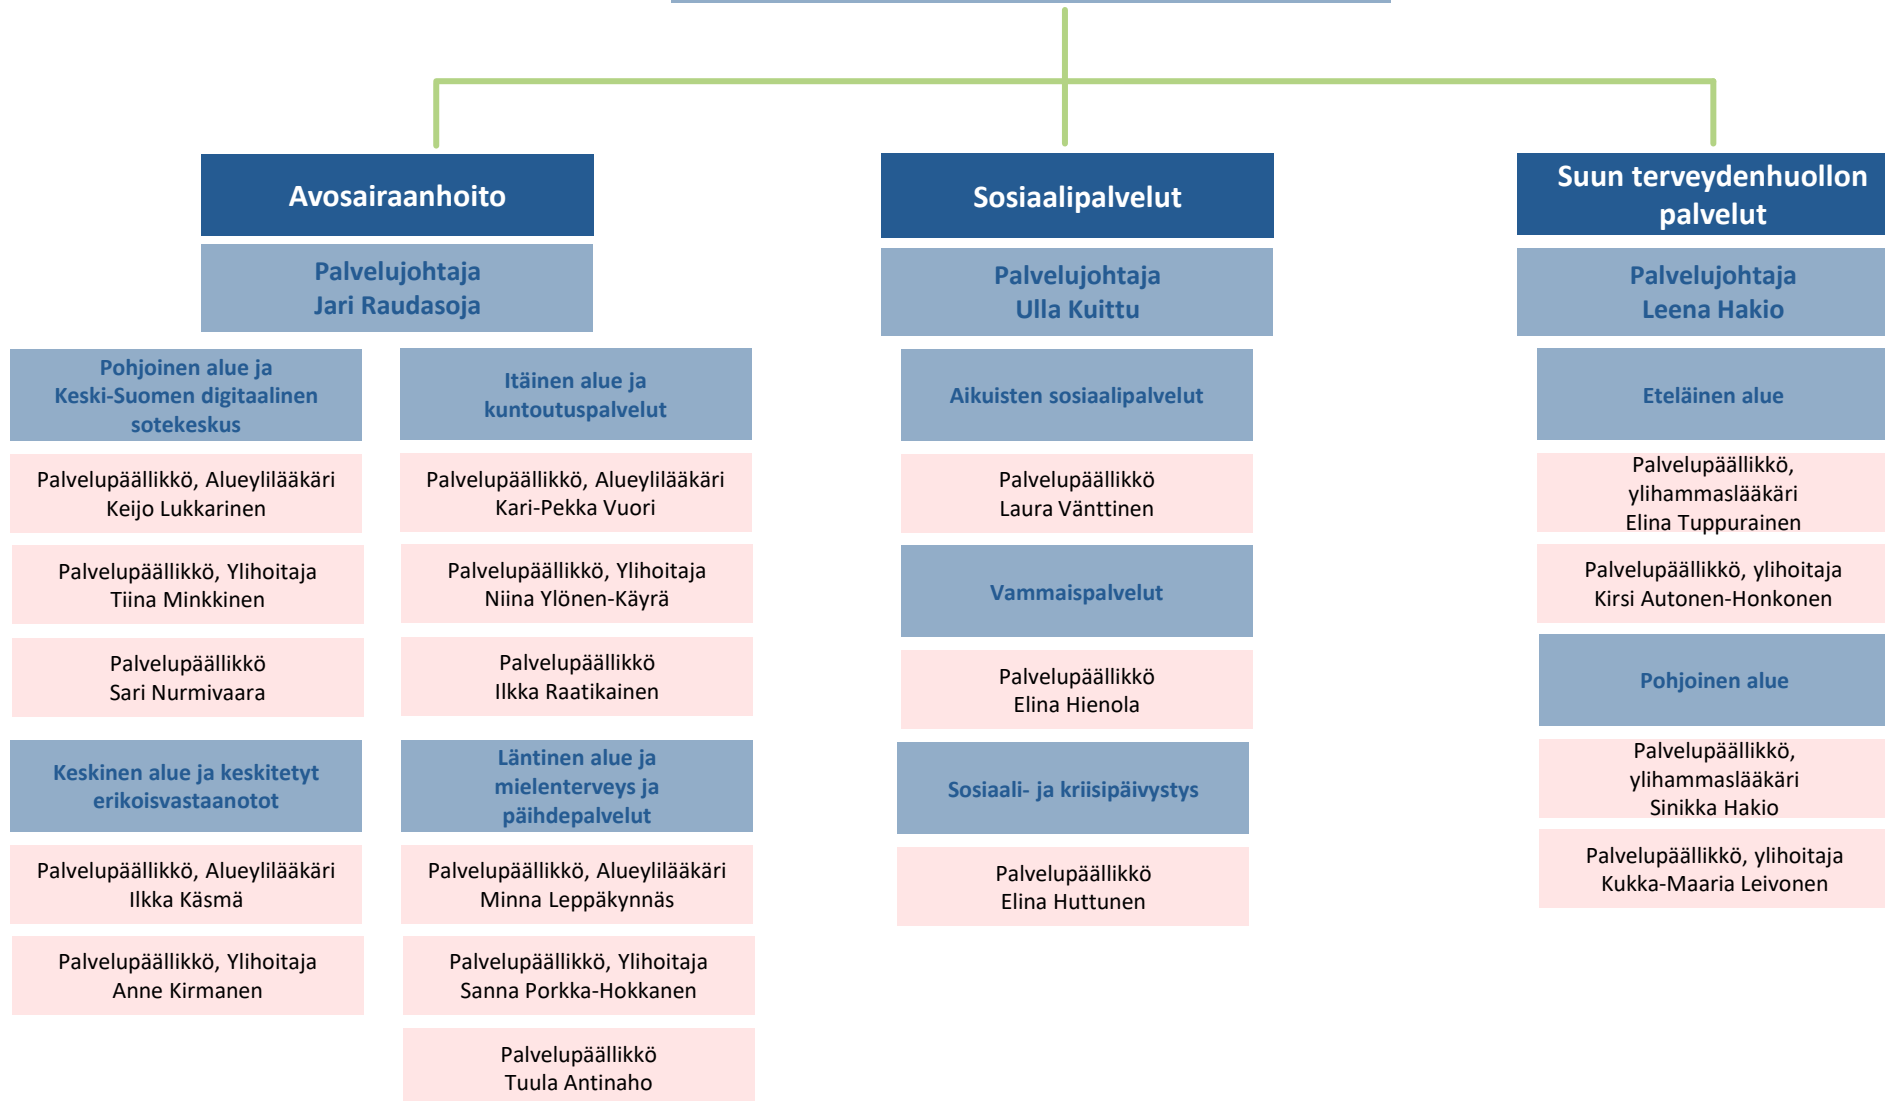 Avosairaanhoito
Palvelujohtaja
Jari Raudasoja
Pohjoinen alue ja
Keski-Suomen digitaalinen
sotekeskus
Palvelupäällikkö, Alueylilääkäri
Keijo Lukkarinen
Palvelupäällikkö, Ylihoitaja
Tiina Minkkinen
Palvelupäällikkö
Sari Nurmivaara
Keskinen alue ja keskitetyt
erikoisvastaanotot
Palvelupäällikkö, Alueylilääkäri
Ilkka Käsmä
Palvelupäällikkö, Ylihoitaja
Anne Kirmanen
Itäinen alue ja
kuntoutuspalvelut
Palvelupäällikkö, Alueylilääkäri
Kari-Pekka Vuori
Palvelupäällikkö, Ylihoitaja
Niina Ylönen-Käyrä
Palvelupäällikkö
Ilkka Raatikainen
Läntinen alue ja
mielenterveys ja
päihdepalvelut
Palvelupäällikkö, Alueylilääkäri
Minna Leppäkynnäs
Palvelupäällikkö, Ylihoitaja
Sanna Porkka-Hokkanen
Palvelupäällikkö
Tuula Antinaho
Sosiaalipalvelut
Palvelujohtaja
Ulla Kuittu
Aikuisten sosiaalipalvelut
Palvelupäällikkö
Laura Vänttinen
Vammaispalvelut
Palvelupäällikkö
Elina Hienola
Sosiaali- ja kriisipäivystys
Palvelupäällikkö
Elina Huttunen
Suun terveydenhuollon
palvelut
Palvelujohtaja
Leena Hakio
Eteläinen alue
Palvelupäällikkö,
ylihammaslääkäri
Elina Tuppurainen
Palvelupäällikkö, ylihoitaja
Kirsi Autonen-Honkonen
Pohjoinen alue
Palvelupäällikkö,
ylihammaslääkäri
Sinikka Hakio
Palvelupäällikkö, ylihoitaja
Kukka-Maaria Leivonen